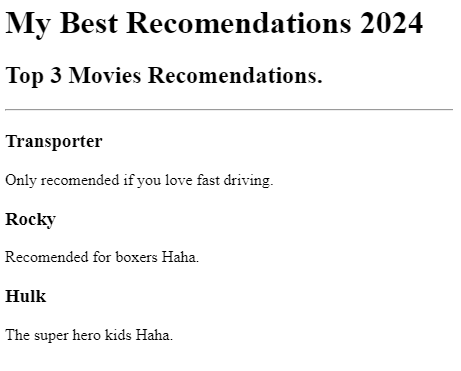 My Best Recomendations 2024
Top 3 Movies Recomendations.
Transporter
Only recomended if you love fast driving.
Rocky
Recomended for boxers Haha.
Hulk
The super hero kids Haha.